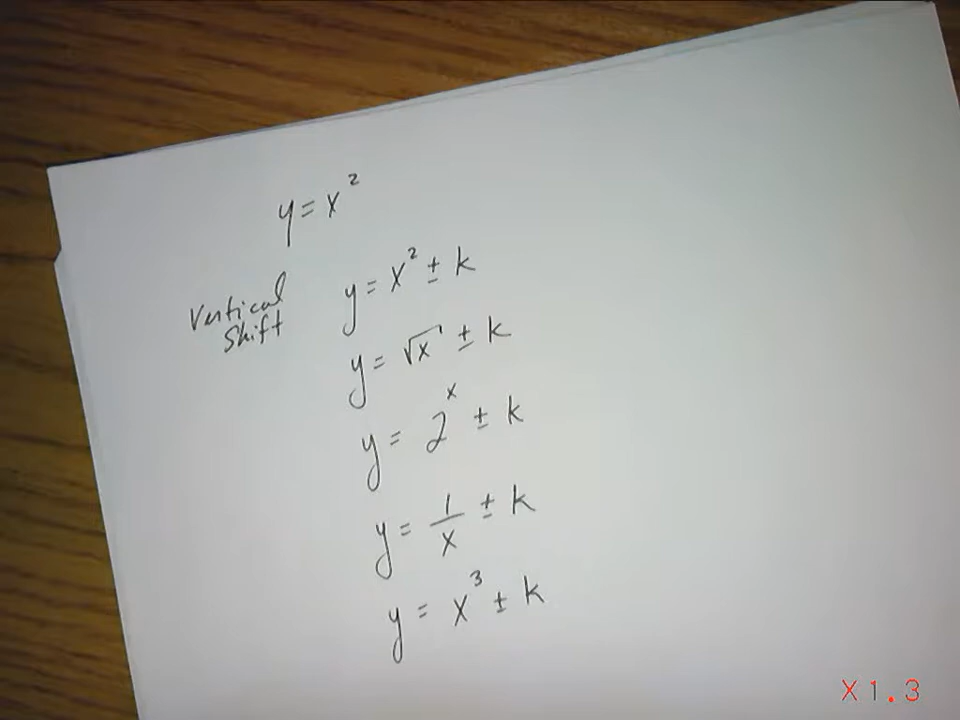 y = x²
Vertical Shift
y = x² ± k
y = √x ± k
y = 2ˣ ± k
y = 1/x ± k
y = x³ ± k
X1.3